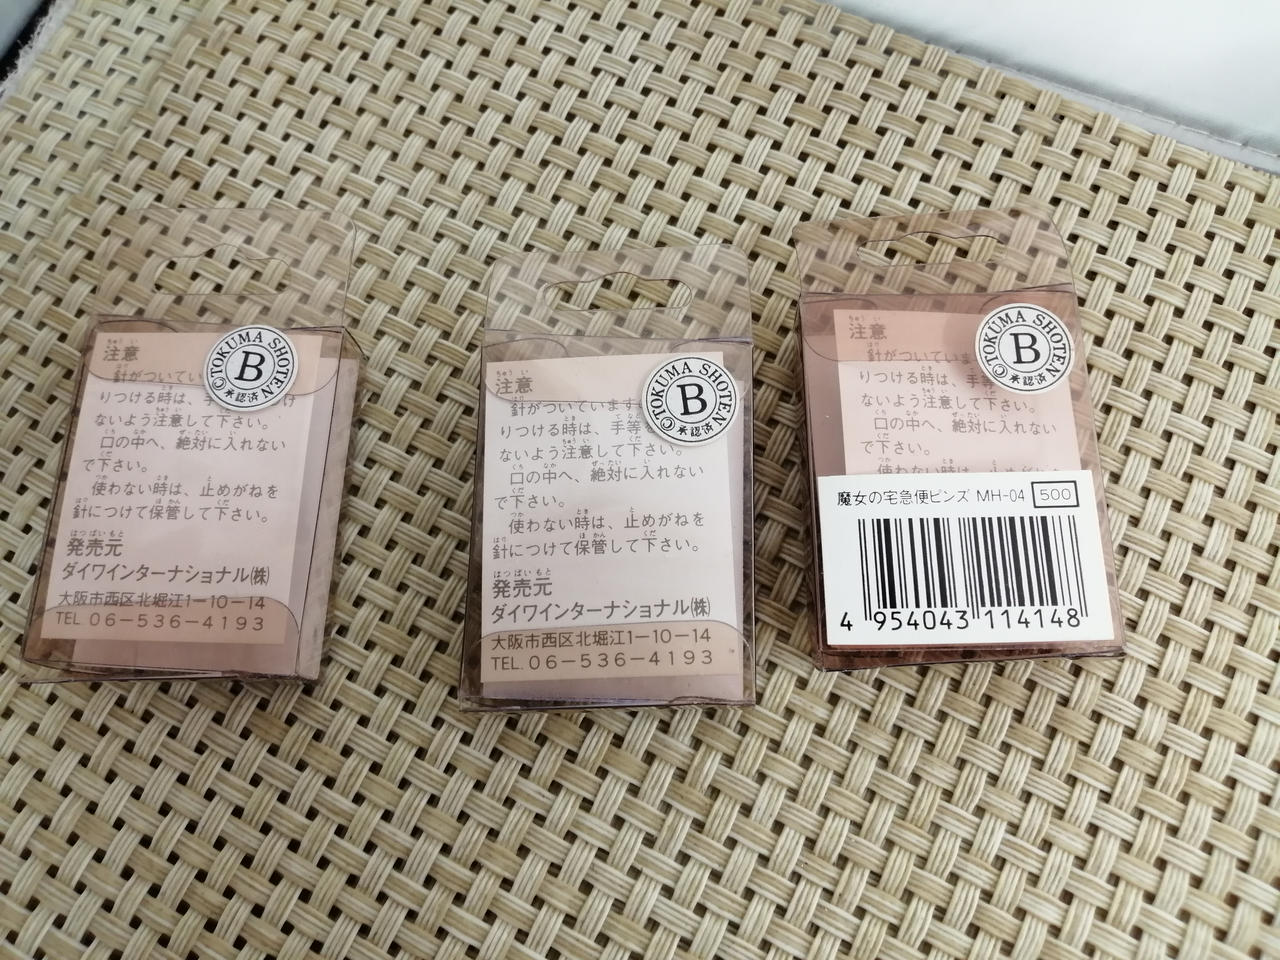 注意
針がついてい
りつける時は、手 け
ないよう注意して下さい。
口の中へ、絶対に入れない
で下さい。
使わない時は、止めがねを
針につけて保管して下さい。
発売元
ダイワインターナショナル㈱
大阪市西区北堀江1−10−14
TEL 06−536−4193
©TOKUMA SHOTEN
B
承認済
注意
針がついています
りつける時は、手等を
ないよう注意して下さい。
口の中へ、絶対に入れない
で下さい。
使わない時は、止めがねを
針につけて保管して下さい。
発売元
ダイワインターナショナル㈱
大阪市西区北堀江1−10−14
TEL. 06−536−4193
©TOKUMA SHOTEN
B
承認済
注意
針がついていま
りつける時は、手
ないよう注意して下さい。
口の中へ、絶対に入れない
で下さい。
使わない時は、止めがねを
©TOKUMA SHOTEN
B
承認済
魔女の宅急便ピンズ MH-04 500
4 954043 114148